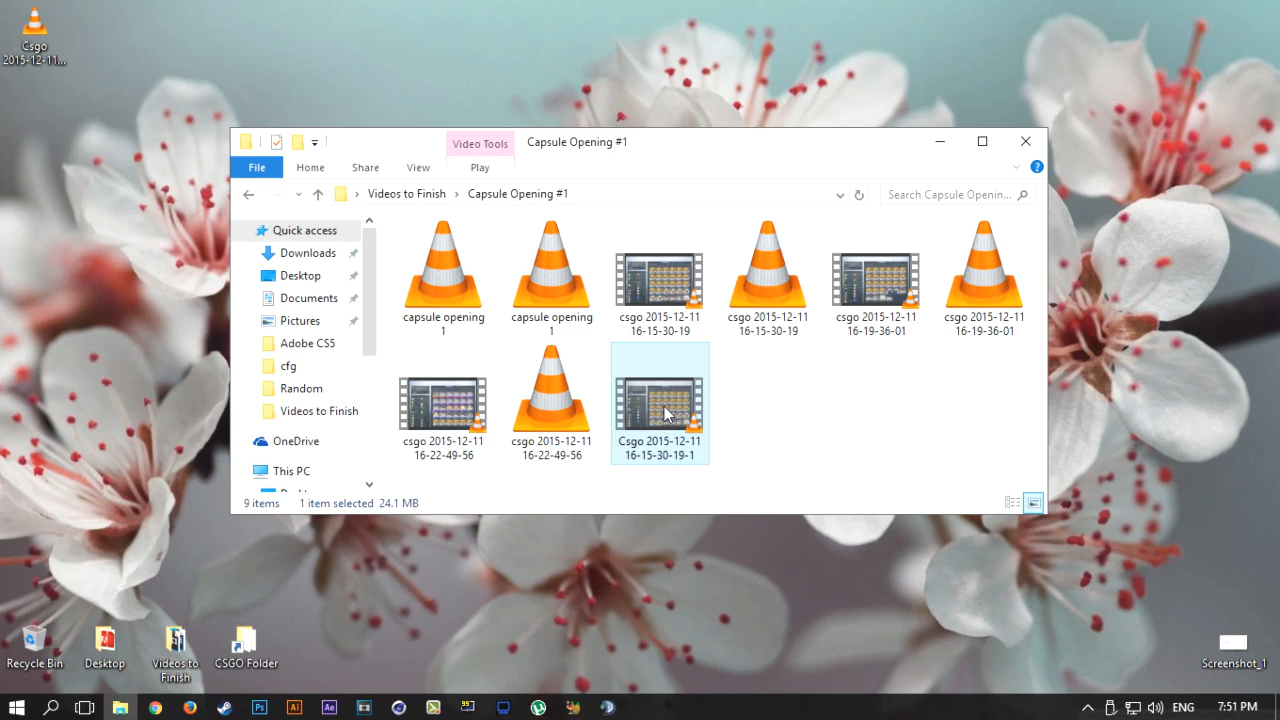 Csgo
2015-12-11...
Video Tools
Capsule Opening #1
File
Home
Share
View
Play
Videos to Finish
Capsule Opening #1
Search Capsule Openin...
Quick access
Downloads
Desktop
Documents
Pictures
Adobe CS5
cfg
Random
Videos to Finish
OneDrive
This PC
capsule opening
1
capsule opening
1
csgo 2015-12-11
16-15-30-19
csgo 2015-12-11
16-15-30-19
csgo 2015-12-11
16-19-36-01
csgo 2015-12-11
16-19-36-01
csgo 2015-12-11
16-22-49-56
csgo 2015-12-11
16-22-49-56
Csgo 2015-12-11
16-15-30-19-1
9 items
1 item selected 24.1 MB
Recycle Bin
Desktop
Videos to
Finish
CSGO Folder
Screenshot_1
Ps
Ai
Ae
99
ENG
7:51 PM